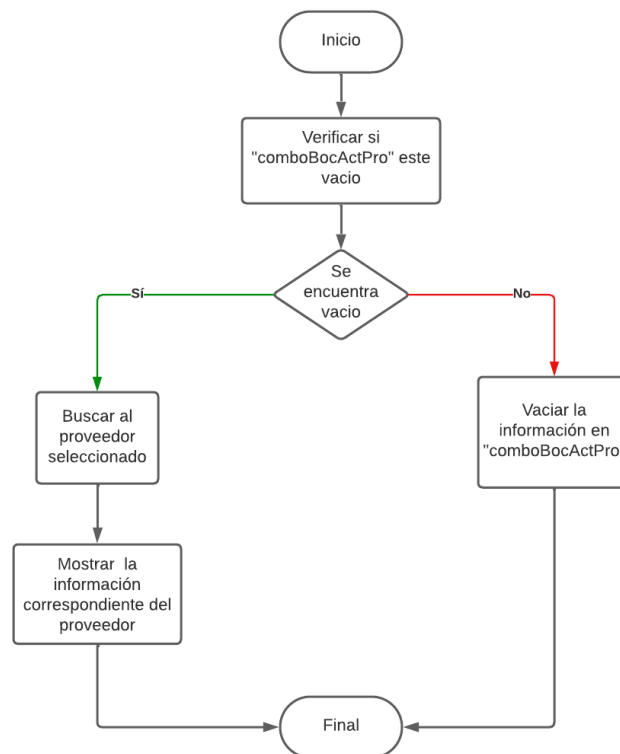 Inicio
Verificar si
"comboBocActPro" este
vacio
Se
encuentra
vacio
Sí
No
Buscar al
proveedor
seleccionado
Vaciar la
información en
"comboBocActPro
Mostrar la
información
correspondiente del
proveedor
Final